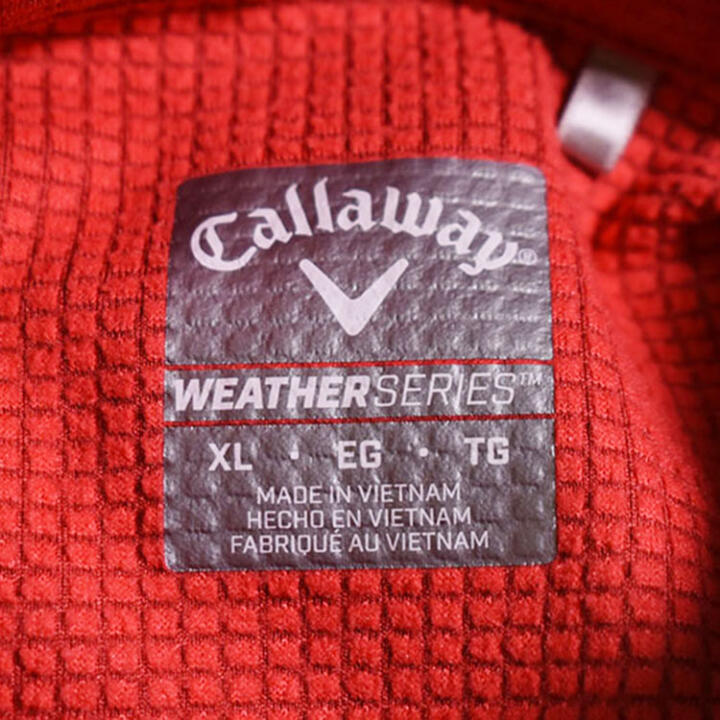 Callaway®
WEATHERSERIES™
XL · EG · TG
MADE IN VIETNAM
HECHO EN VIETNAM
FABRIQUÉ AU VIETNAM